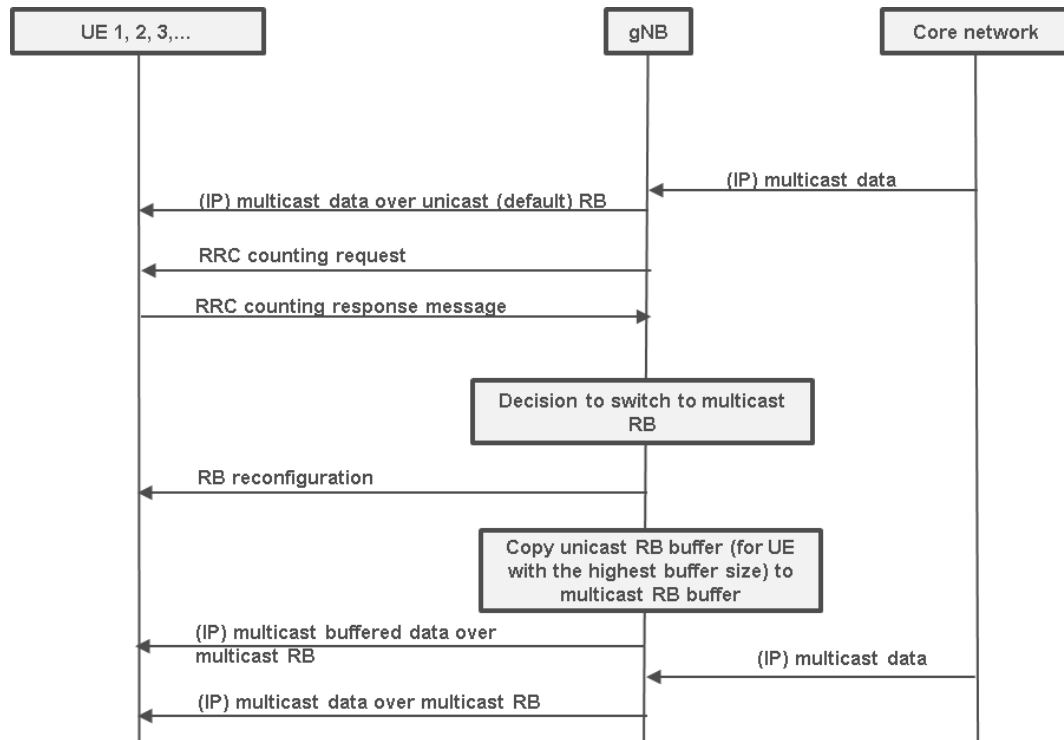 UE 1, 2, 3,...
gNB
Core network
(IP) multicast data
(IP) multicast data over unicast (default) RB
RRC counting request
RRC counting response message
Decision to switch to multicast
RB
RB reconfiguration
Copy unicast RB buffer (for UE
with the highest buffer size) to
multicast RB buffer
(IP) multicast buffered data over
multicast RB
(IP) multicast data
(IP) multicast data over multicast RB